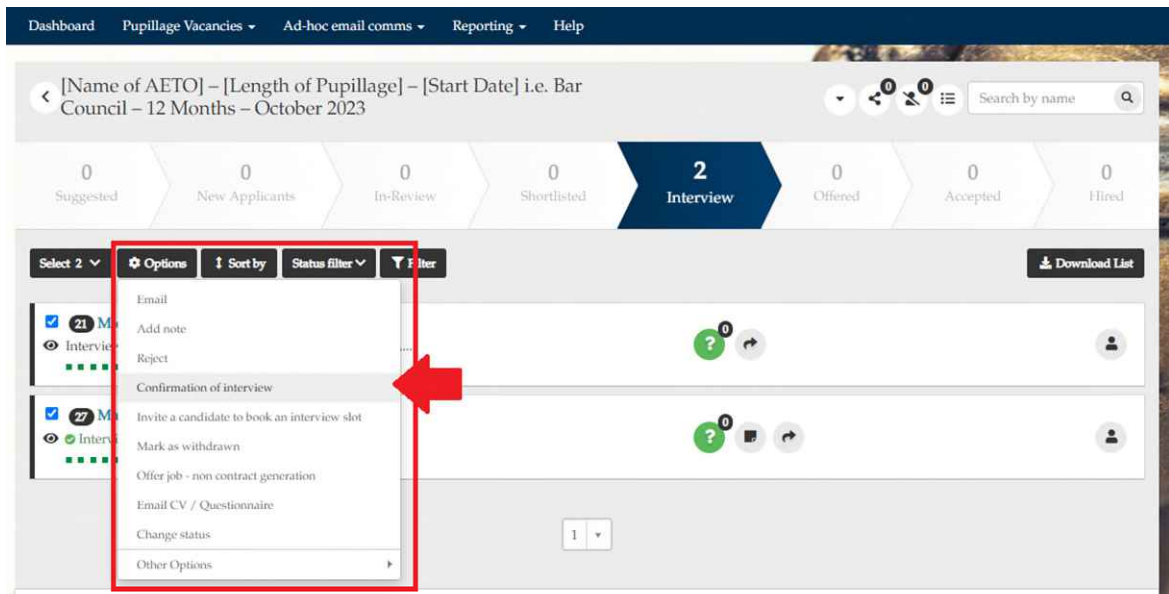 Dashboard Pupillage Vacancies Ad-hoc email comms Reporting Help
[Name of AETO] – [Length of Pupillage] – [Start Date] i.e. Bar
Council – 12 Months – October 2023
0 0 Search by name
0 0 0 0 2 0 0 0
Suggested New Applicants In-Review Shortlisted Interview Offered Accepted Hired
Select 2 Options Sort by Status filter Filter Download List
Email
21 M
Add note
Intervie ...
0
Reject
Confirmation of interview
27 M
Invite a candidate to book an interview slot
0
Intervi
Mark as withdrawn
Offer job - non contract generation
Email CV / Questionnaire
Change status
1
Other Options